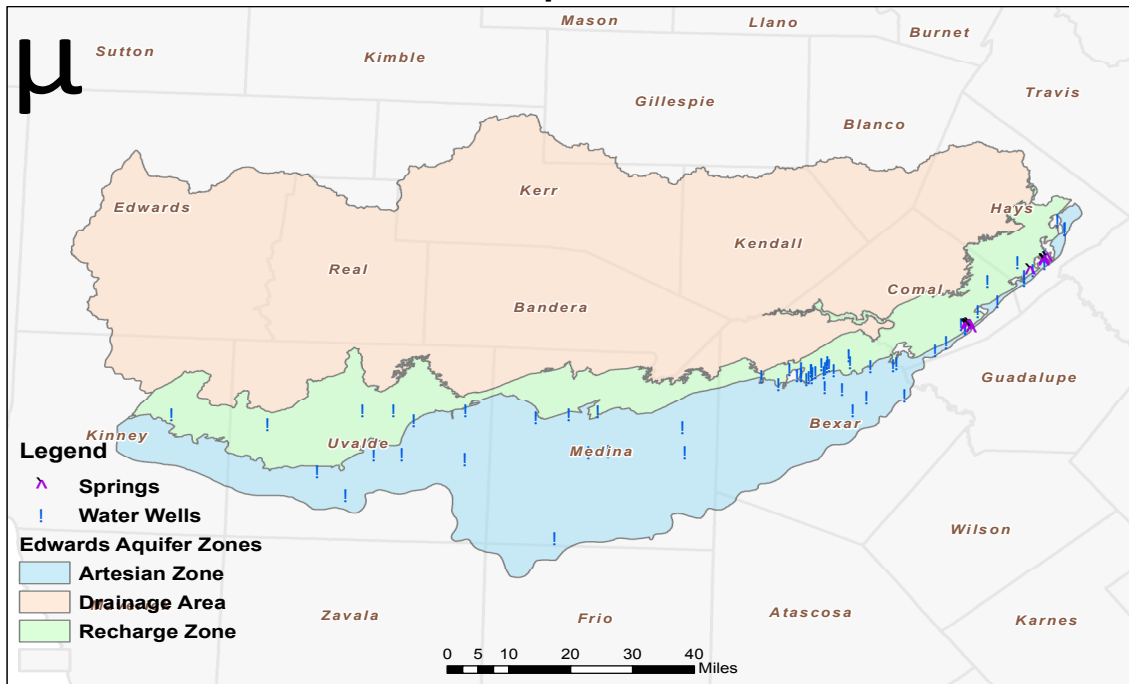 Mason
Llano
Burnet
Sutton
Kimble
μ
Gillespie
Travis
Blanco
Kerr
Edwards
Hays
Kendall
Real
Comal
Bandera
Guadalupe
Kinney
Uvalde
Bexar
Medina
Legend
Springs
Water Wells
Edwards Aquifer Zones
Artesian Zone
Drainage Area
Recharge Zone
Wilson
Zavala
Frio
Atascosa
Karnes
0 5 10 20 30 40
Miles